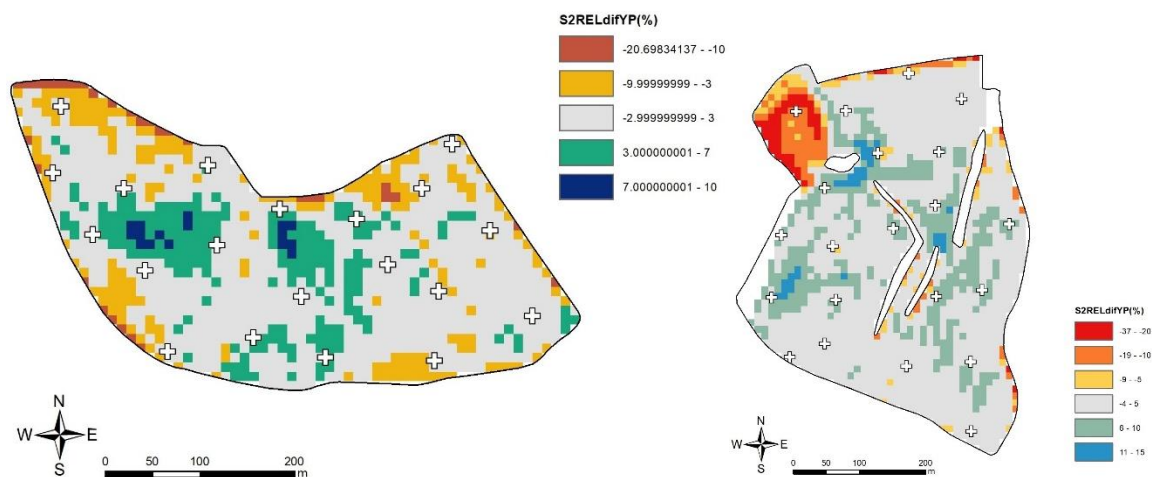 S2RELdifYP(%)
-20.69834137 - -10
-9.99999999 - -3
-2.999999999 - 3
3.000000001 - 7
7.000000001 - 10
N
W E
S
0 50 100 200
m
S2RELdifYP(%)
-37 - -20
-19 - -10
-9 - -5
-4 - 5
6 - 10
11 - 15
N
W E
S
0 50 100 200
m